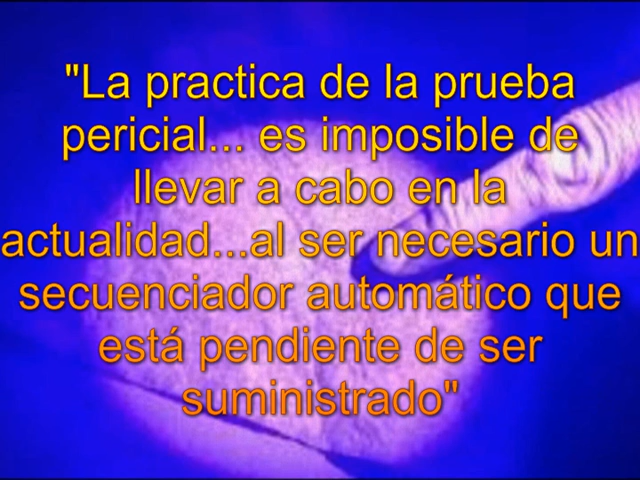 "La practica de la prueba
pericial... es imposible de
llevar a cabo en la
actualidad...al ser necesario un
secuenciador automático que
está pendiente de ser
suministrado"